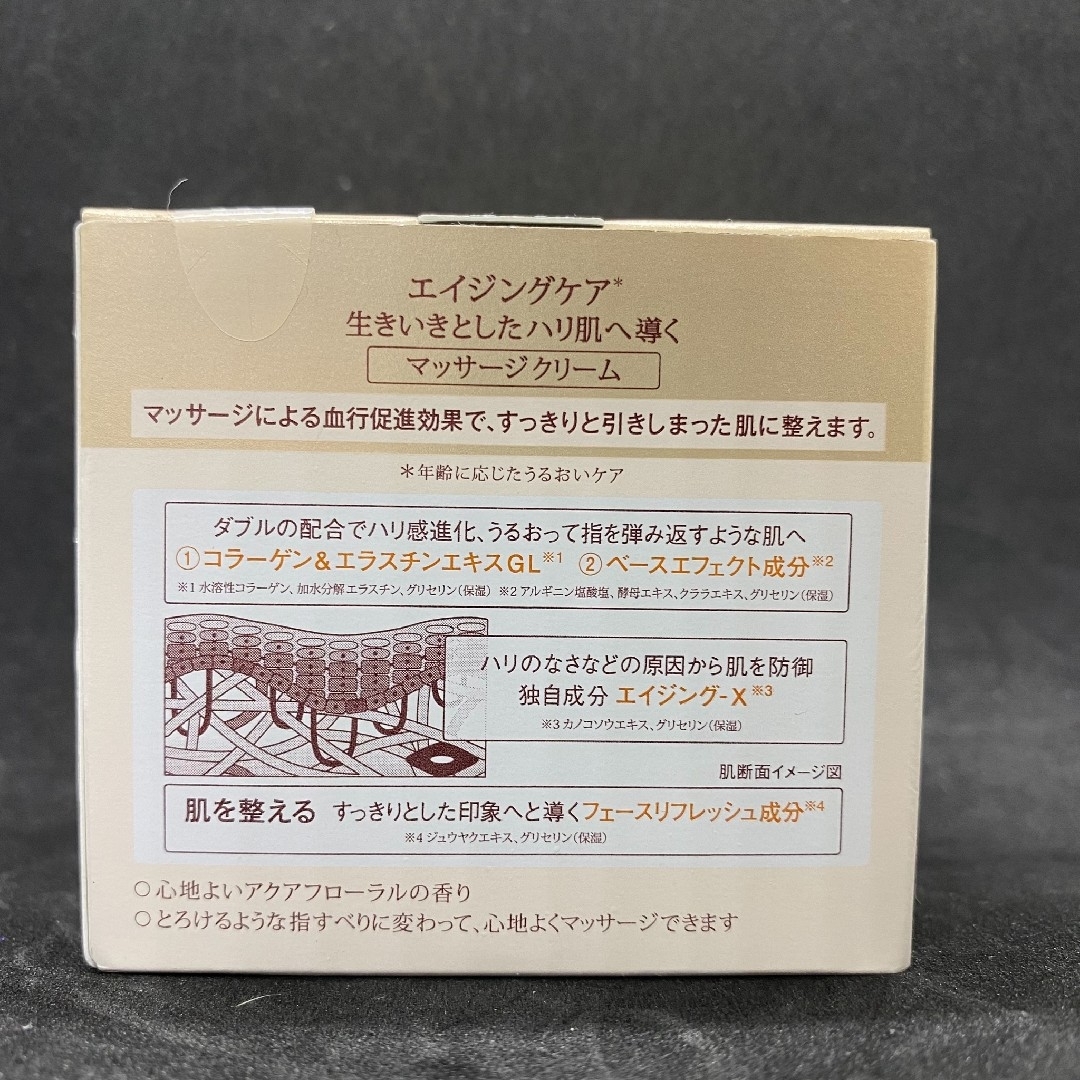 エイジングケア*
生きいきとしたハリ肌へ導く
マッサージクリーム
マッサージによる血行促進効果で、すっきりと引きしまった肌に整えます。
*年齢に応じたうるおいケア
ダブルの配合でハリ感進化、うるおって指を弾み返すような肌へ
①コラーゲン&エラスチンエキスGL※1 ②ベースエフェクト成分※2
※1 水溶性コラーゲン、加水分解エラスチン、グリセリン(保湿) ※2 アルギニン塩酸塩、酵母エキス、クララエキス、グリセリン(保湿)
ハリのなさなどの原因から肌を防御
独自成分 エイジング-X※3
※3 カノコソウエキス、グリセリン(保湿)
肌断面イメージ図
肌を整える すっきりとした印象へと導くフェースリフレッシュ成分※4
※4 ジュウヤクエキス、グリセリン(保湿)
○心地よいアクアフローラルの香り
○とろけるような指すべりに変わって、心地よくマッサージできます